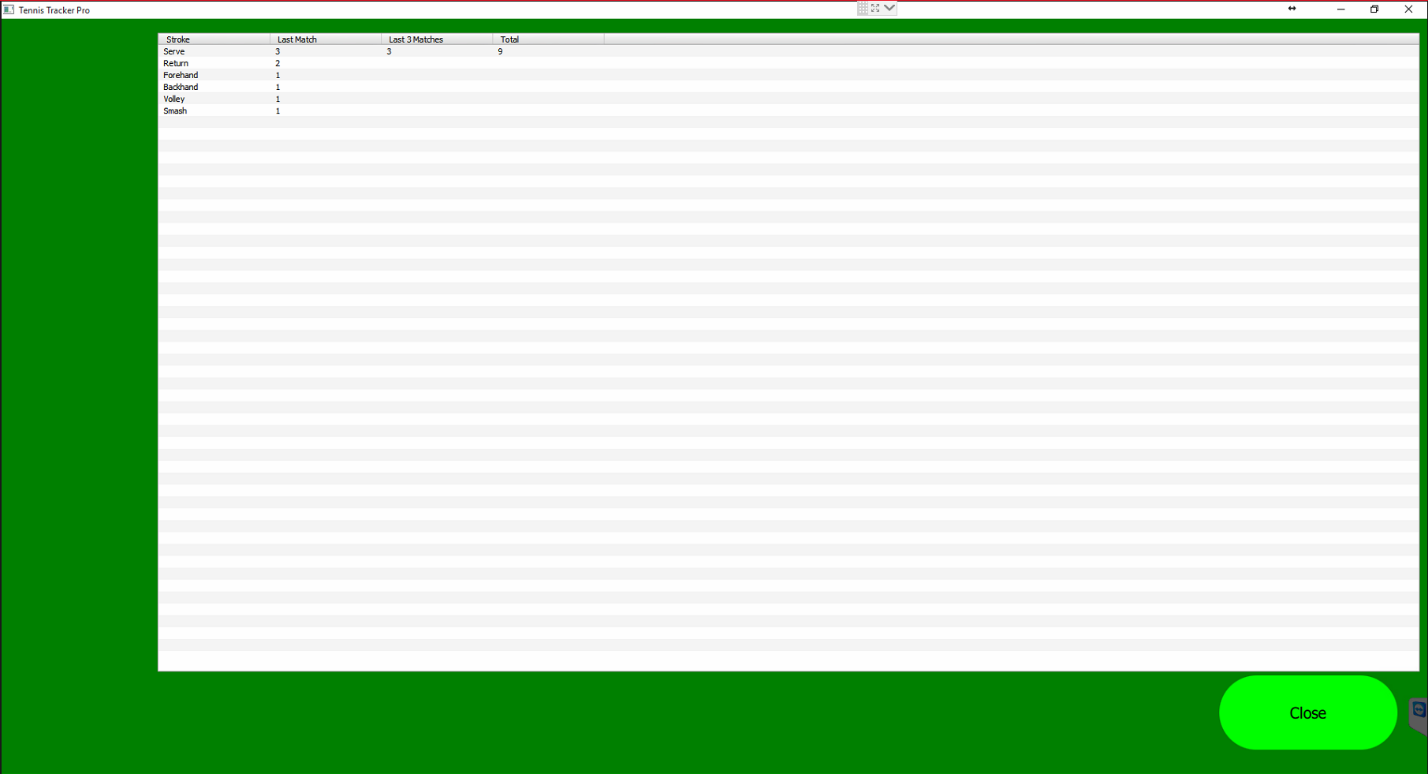 Tennis Tracker Pro
Stroke Last Match Last 3 Matches Total
Serve 3 3 9
Return 2
Forehand 1
Backhand 1
Volley 1
Smash 1
Close